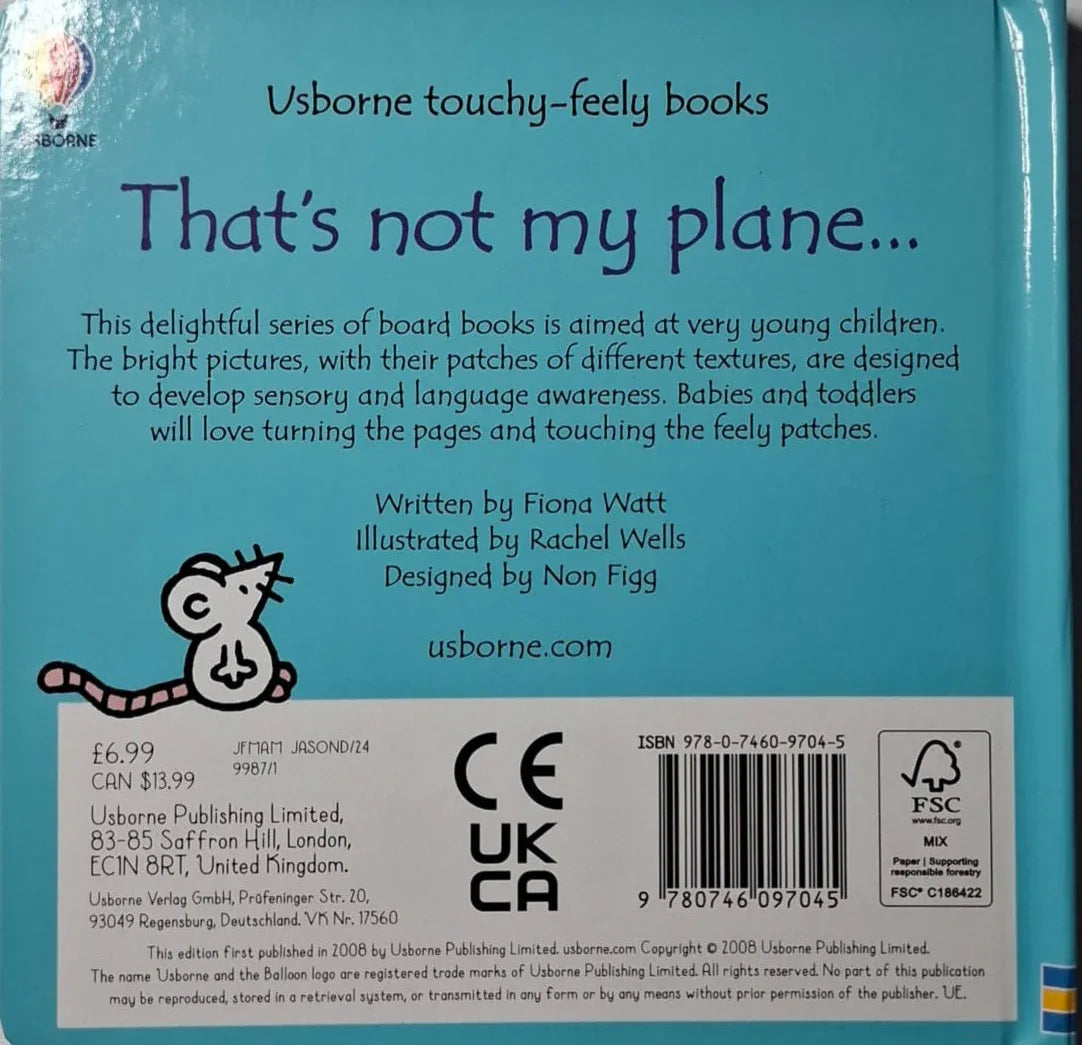 Usborne touchy-feely books
BORNE
That's not my plane...
This delightful series of board books is aimed at very young children.
The bright pictures, with their patches of different textures, are designed
to develop sensory and language awareness. Babies and toddlers
will love turning the pages and touching the feely patches.
Written by Fiona Watt
Illustrated by Rachel Wells
Designed by Non Figg
usborne.com
£6.99
CAN $13.99
JFMAM JASOND/24
9987/1
Usborne Publishing Limited,
83-85 Saffron Hill, London,
EC1N 8RT, United Kingdom.
Usborne Verlag GmbH, Prüfeninger Str. 20,
93049 Regensburg, Deutschland. VK Nr. 17560
CE
UK
CA
ISBN 978-0-7460-9704-5
9 780746 097045
FSC
www.fsc.org
MIX
Paper | Supporting
responsible forestry
FSC® C186422
This edition first published in 2008 by Usborne Publishing Limited. usborne.com Copyright © 2008 Usborne Publishing Limited.
The name Usborne and the Balloon logo are registered trade marks of Usborne Publishing Limited. All rights reserved. No part of this publication
may be reproduced, stored in a retrieval system, or transmitted in any form or by any means without prior permission of the publisher. UE.